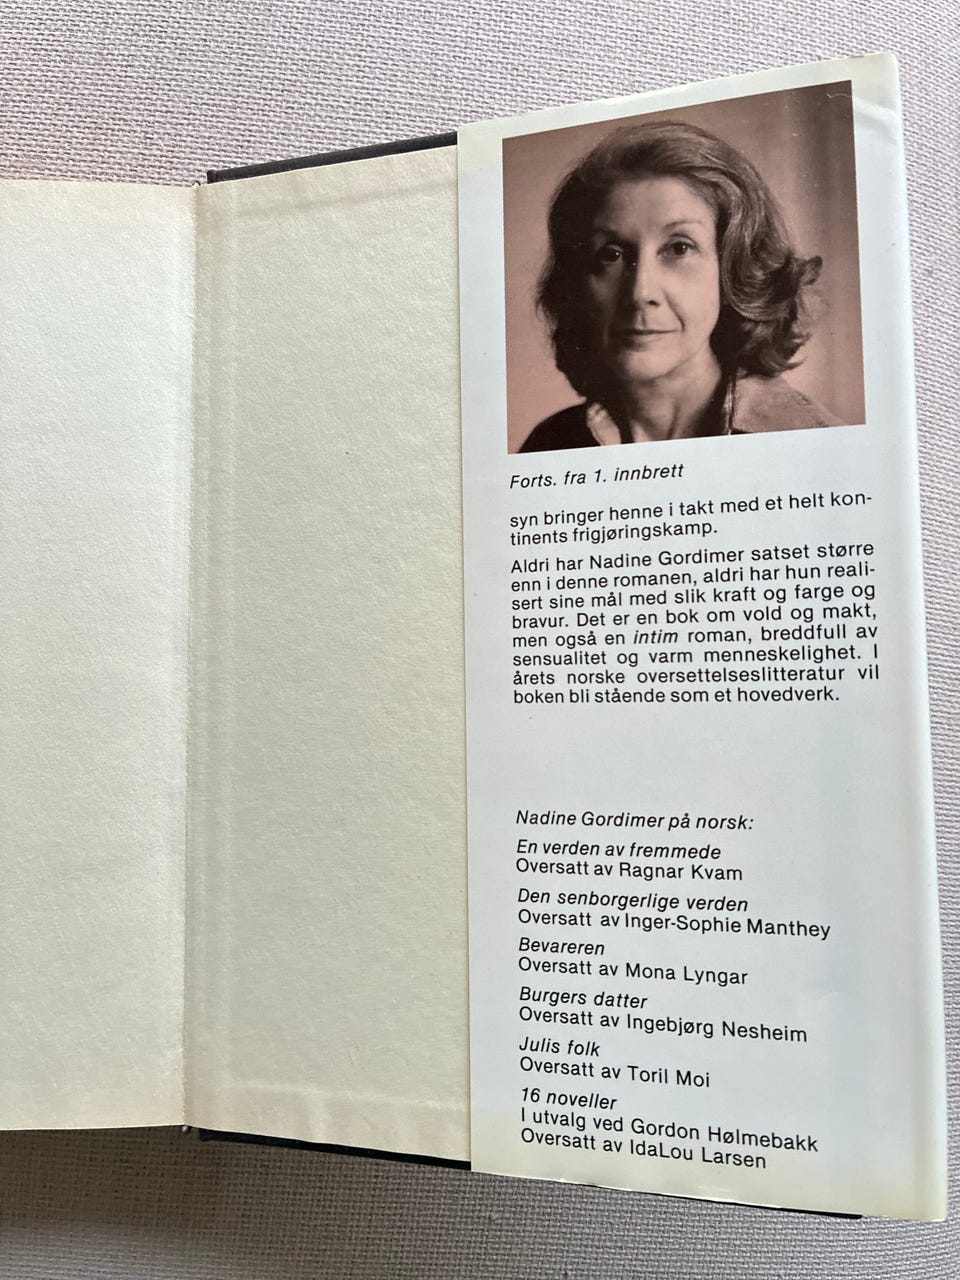 Forts. fra 1. innbrett
syn bringer henne i takt med et helt kon-
tinents frigjøringskamp.
Aldri har Nadine Gordimer satset større
enn i denne romanen, aldri har hun reali-
sert sine mål med slik kraft og farge og
bravur. Det er en bok om vold og makt,
men også en intim roman, breddfull av
sensualitet og varm menneskelighet. I
årets norske oversettelseslitteratur vil
boken bli stående som et hovedverk.
Nadine Gordimer på norsk:
En verden av fremmede
Oversatt av Ragnar Kvam
Den senborgerlige verden
Oversatt av Inger-Sophie Manthey
Bevareren
Oversatt av Mona Lyngar
Burgers datter
Oversatt av Ingebjørg Nesheim
Julis folk
Oversatt av Toril Moi
16 noveller
I utvalg ved Gordon Hølmebakk
Oversatt av IdaLou Larsen